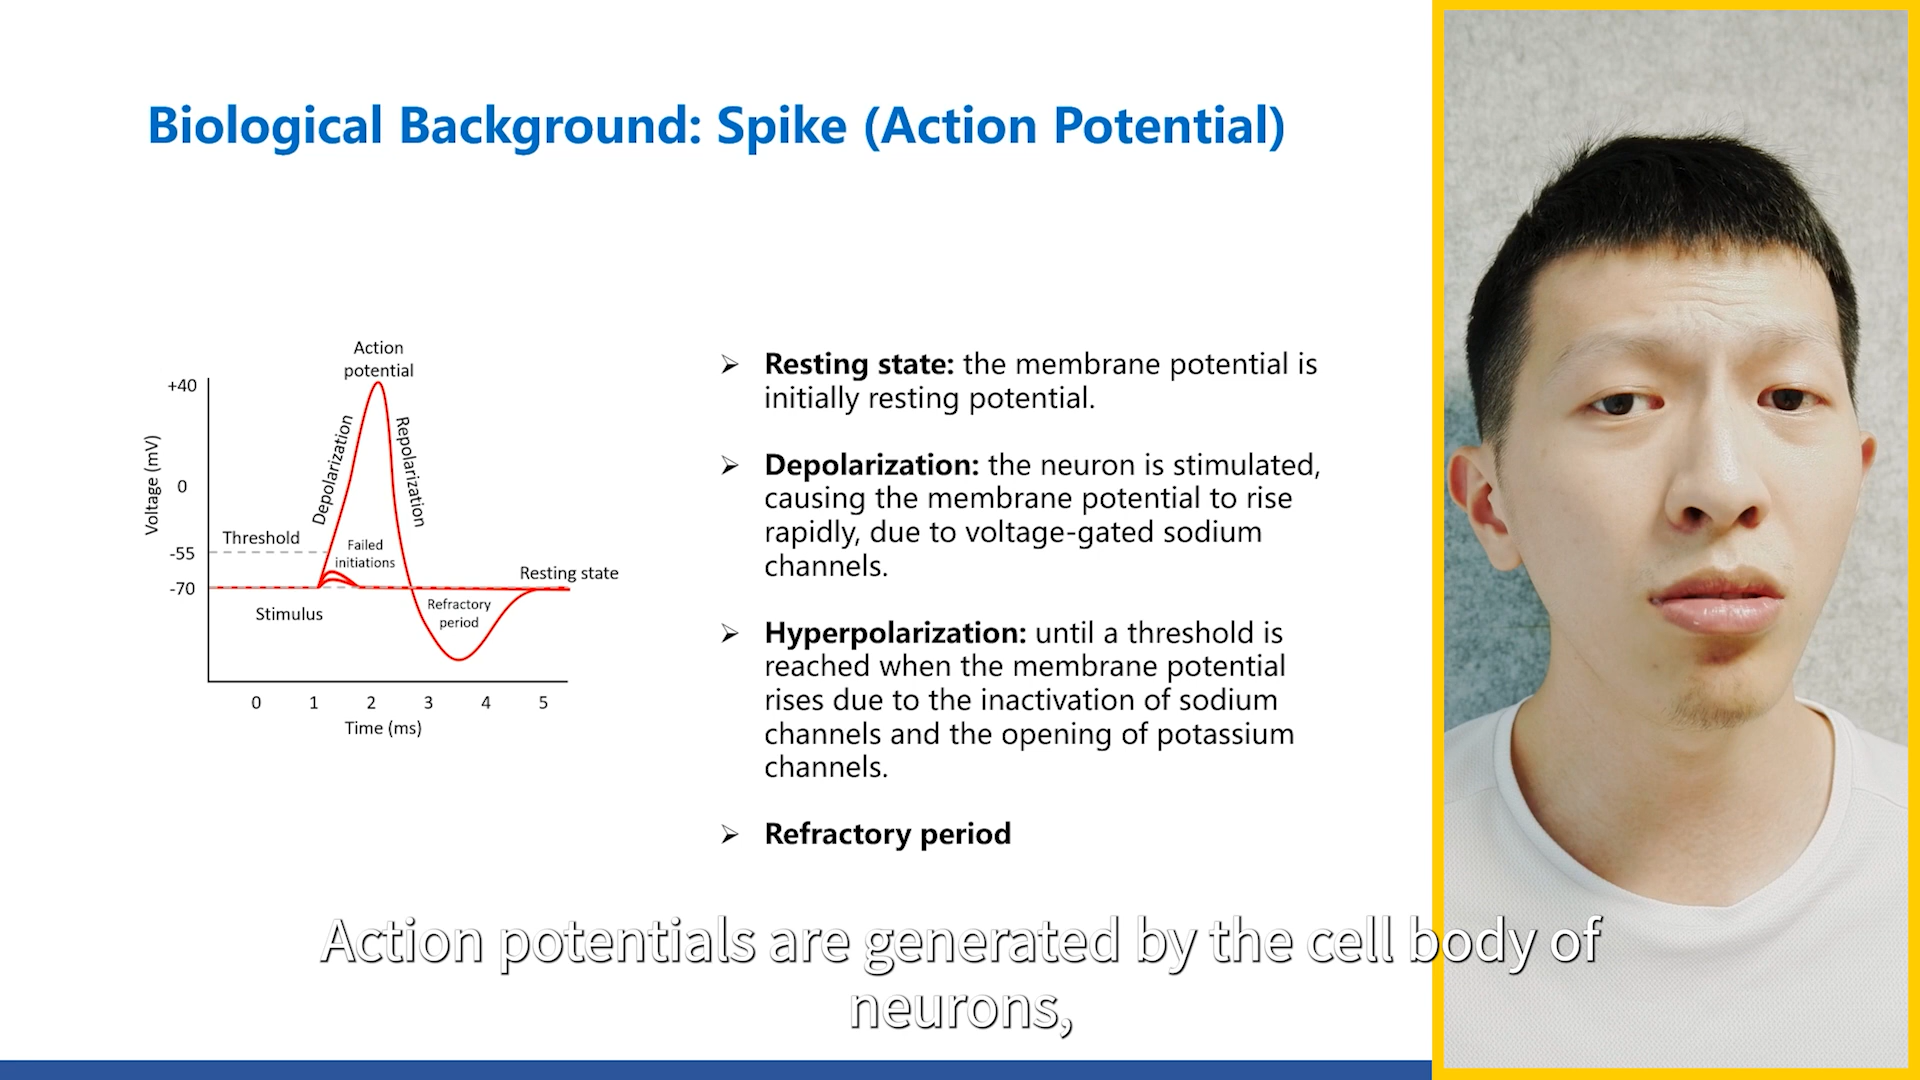 Biological Background: Spike (Action Potential)
Action
potential
+40
0
-55
-70
Voltage (mV)
Depolarization
Repolarization
Threshold
Failed
initiations
Stimulus
Refractory
period
Resting state
0 1 2 3 4 5
Time (ms)
➢ Resting state: the membrane potential is
initially resting potential.
➢ Depolarization: the neuron is stimulated,
causing the membrane potential to rise
rapidly, due to voltage-gated sodium
channels.
➢ Hyperpolarization: until a threshold is
reached when the membrane potential
rises due to the inactivation of sodium
channels and the opening of potassium
channels.
➢ Refractory period
Action potentials are generated by the cell body of
neurons,